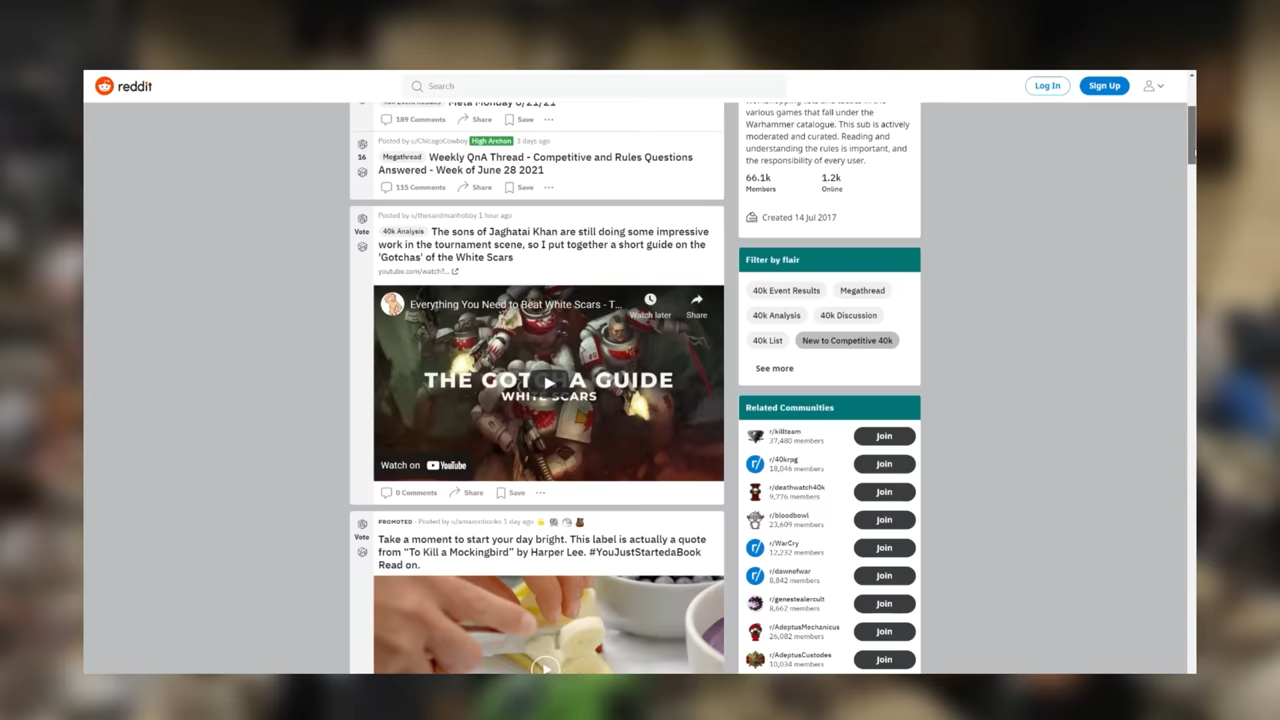 reddit
Search
Log In
Sign Up
Meta Monday 6/21/21
189 Comments Share Save
Posted by u/ChicagoCowboy High Archon 3 days ago
16
Megathread Weekly QnA Thread - Competitive and Rules Questions
Answered - Week of June 28 2021
135 Comments Share Save
Posted by u/thesandmanhobby 1 hour ago
Vote
40k Analysis The sons of Jaghatai Khan are still doing some impressive
work in the tournament scene, so I put together a short guide on the
'Gotchas' of the White Scars
youtube.com/watch?...
Everything You Need to Beat White Scars - T...
Watch later
Share
THE GOTCHA GUIDE
WHITE SCARS
Watch on YouTube
0 Comments Share Save
PROMOTED · Posted by u/amazonbooks 1 day ago
Vote
Take a moment to start your day bright. This label is actually a quote
from "To Kill a Mockingbird" by Harper Lee. #YouJustStartedaBook
Read on.
various games that fall under the
Warhammer catalogue. This sub is actively
moderated and curated. Reading and
understanding the rules is important, and
the responsibility of every user.
66.1k 1.2k
Members Online
Created 14 Jul 2017
Filter by flair
40k Event Results Megathread
40k Analysis 40k Discussion
40k List New to Competitive 40k
See more
Related Communities
r/killteam
37,480 members
Join
r/40krpg
18,046 members
Join
r/deathwatch40k
9,776 members
Join
r/bloodbowl
23,609 members
Join
r/WarCry
12,232 members
Join
r/dawnofwar
8,842 members
Join
r/genestealercult
8,662 members
Join
r/AdeptusMechanicus
26,082 members
Join
r/AdeptusCustodes
10,034 members
Join